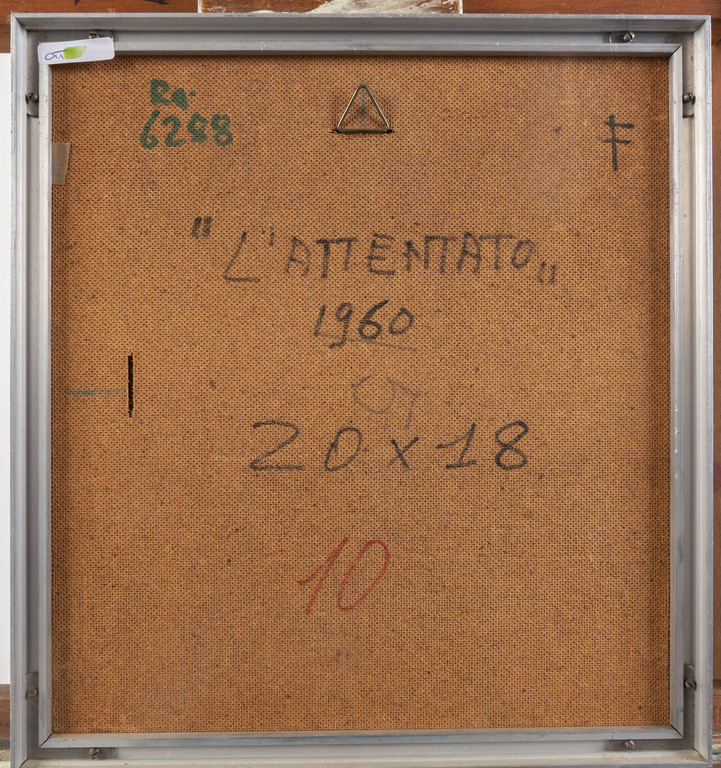 Ra.
6288
F
"L'ATTENTATO"
1960
20 x 18
10